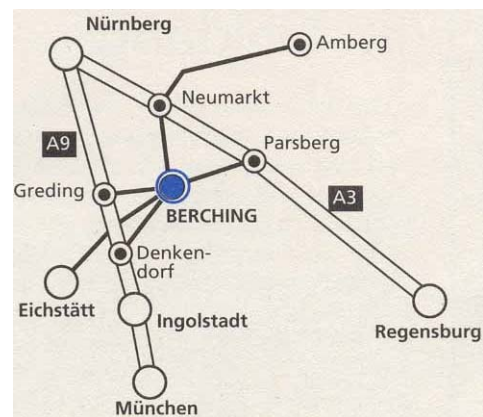 Nürnberg
Amberg
Neumarkt
A9
Parsberg
Greding
A3
BERCHING
Denken-
dorf
Eichstätt
Ingolstadt
Regensburg
München